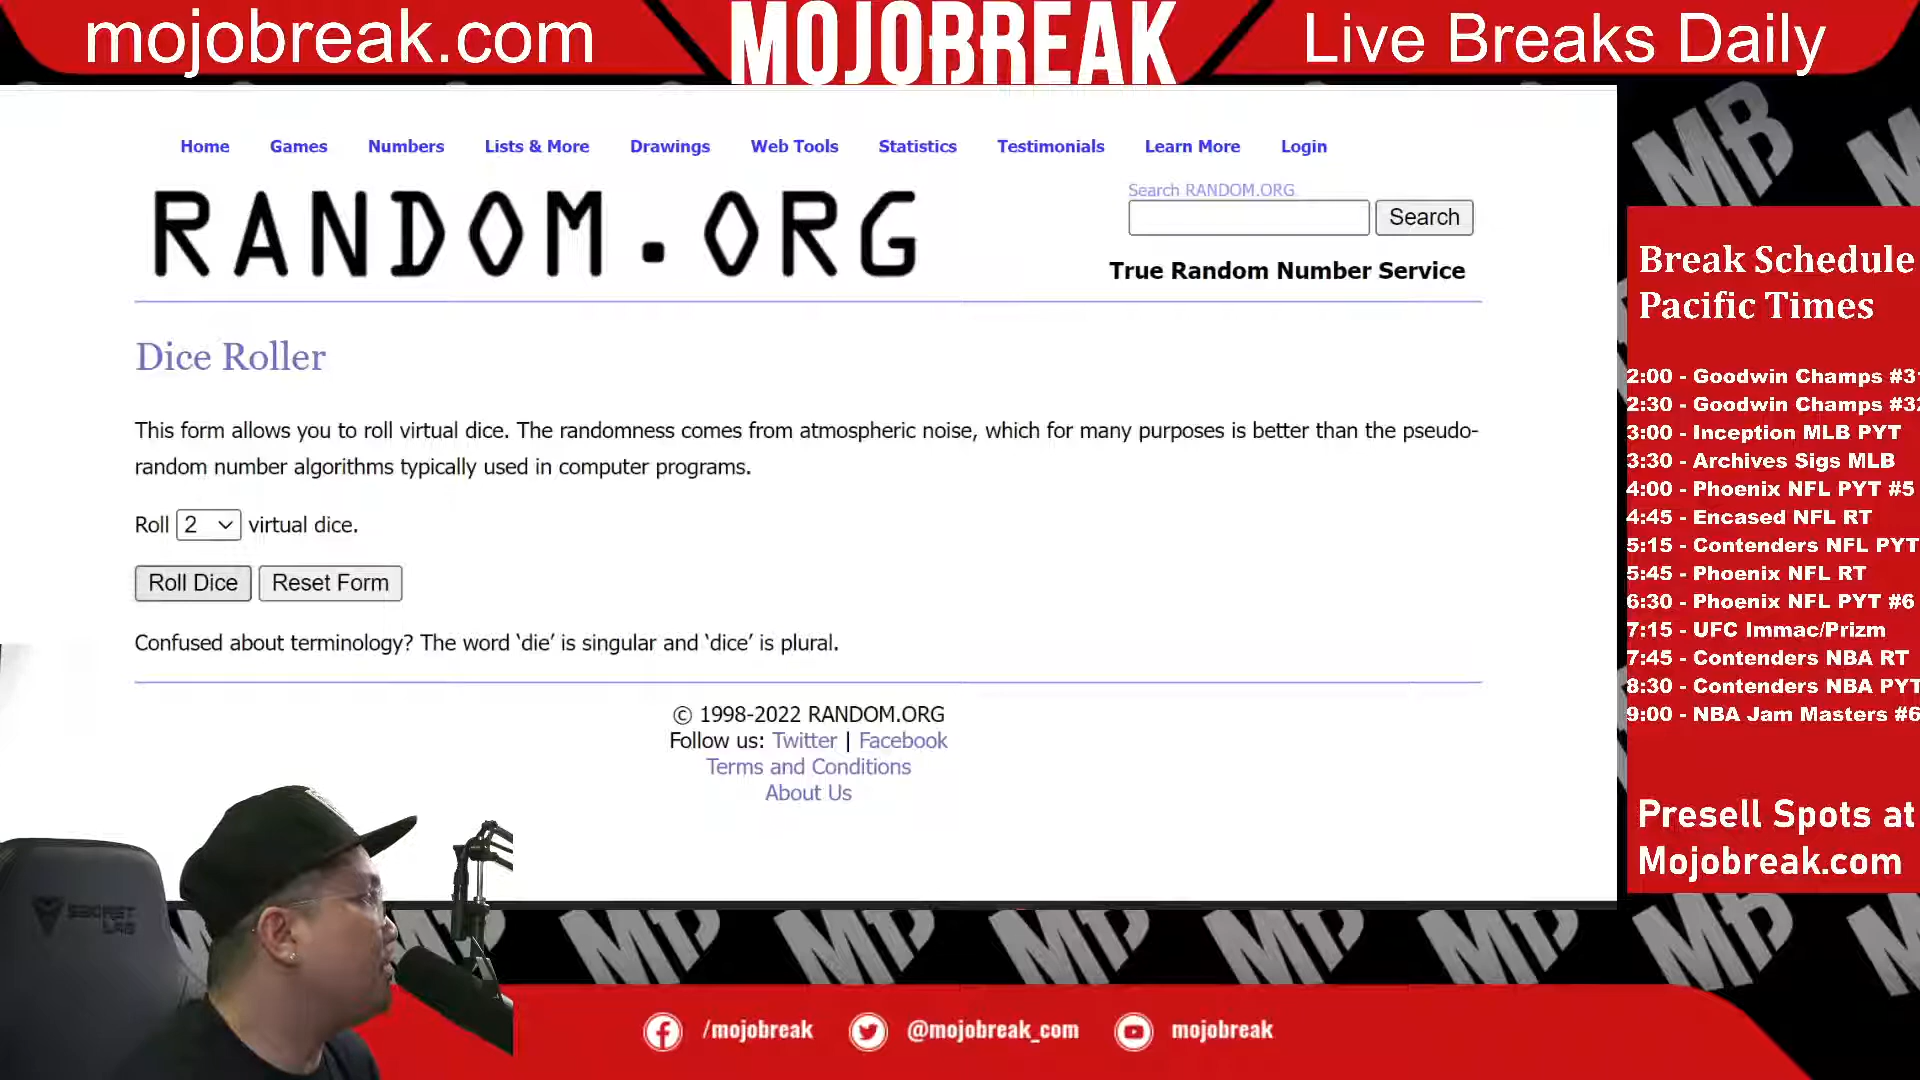 mojobreak.com
MOJOBREAK
Live Breaks Daily
Home Games Numbers Lists & More Drawings Web Tools Statistics Testimonials Learn More Login
RANDOM.ORG
Search RANDOM.ORG
Search
True Random Number Service
Dice Roller
This form allows you to roll virtual dice. The randomness comes from atmospheric noise, which for many purposes is better than the pseudo-
random number algorithms typically used in computer programs.
Roll 2 virtual dice.
Roll Dice Reset Form
Confused about terminology? The word ‘die’ is singular and ‘dice’ is plural.
© 1998-2022 RANDOM.ORG
Follow us: Twitter | Facebook
Terms and Conditions
About Us
Break Schedule
Pacific Times
2:00 - Goodwin Champs
2:30 - Goodwin Champs
3:00 - Inception MLB PYT
3:30 - Archives Sigs MLB
4:00 - Phoenix NFL PYT #5
4:45 - Encased NFL RT
5:15 - Contenders NFL PYT
5:45 - Phoenix NFL RT
6:30 - Phoenix NFL PYT #6
7:15 - UFC Immac/Prizm
7:45 - Contenders NBA RT
8:30 - Contenders NBA PYT
9:00 - NBA Jam Masters #6
Presell Spots at
Mojobreak.com
MB
SECRET
LAB
/mojobreak @mojobreak_com mojobreak